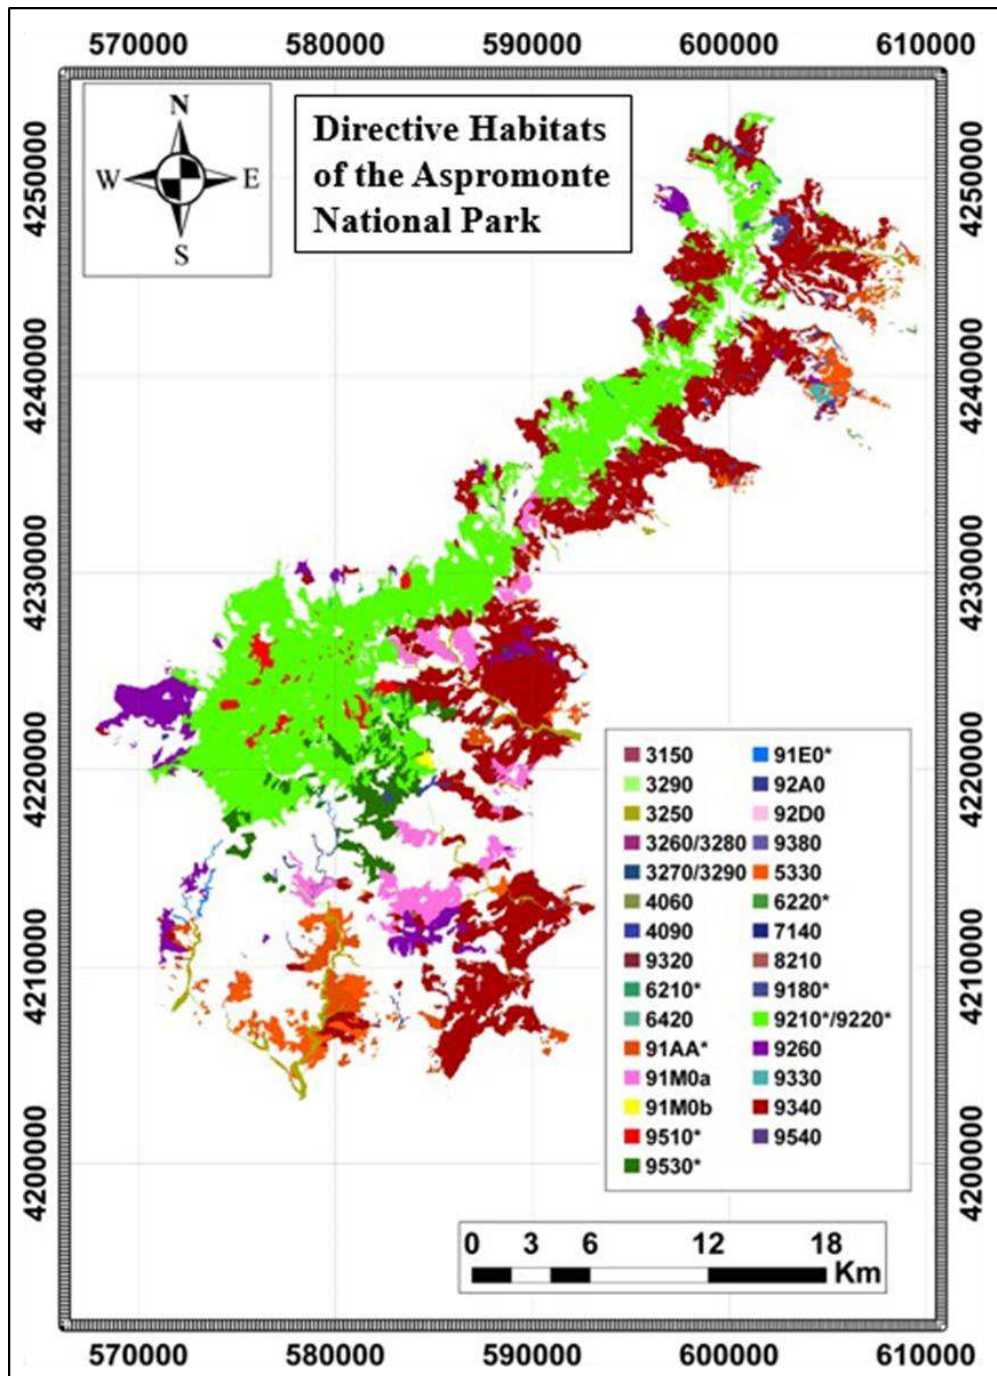 570000 580000 590000 600000 610000
N
W E
S
Directive Habitats
of the Aspromonte
National Park
4250000 4250000
4240000 4240000
4230000 4230000
4220000 4220000
4210000 4210000
4200000 4200000
3150 91E0*
3290 92A0
3250 92D0
3260/3280 9380
3270/3290 5330
4060 6220*
4090 7140
9320 8210
6210* 9180*
6420 9210*/9220*
91AA* 9260
91M0a 9330
91M0b 9340
9510* 9540
9530*
0 3 6 12 18
Km
570000 580000 590000 600000 610000